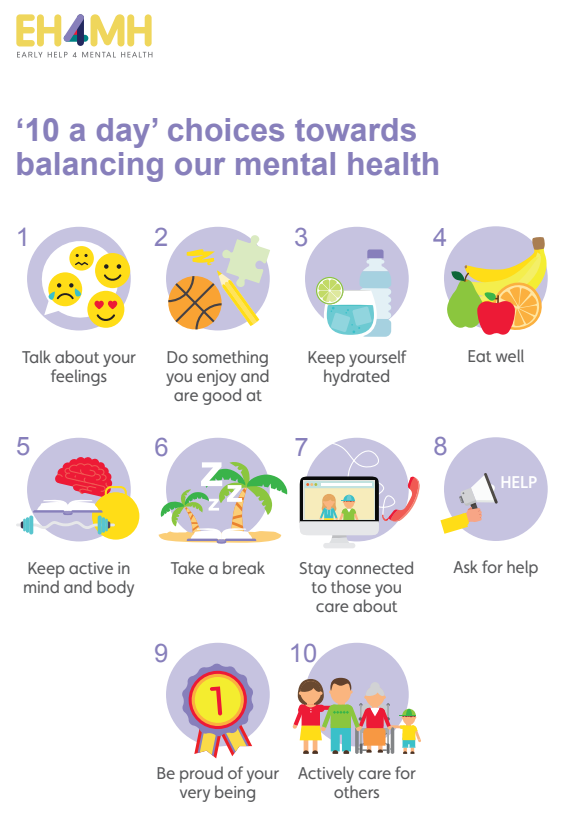 EH4MH
EARLY HELP 4 MENTAL HEALTH
‘10 a day’ choices towards
balancing our mental health
1
Talk about your
feelings
2
Do something
you enjoy and
are good at
3
Keep yourself
hydrated
4
Eat well
5
Keep active in
mind and body
6
Z
Z
Z
Take a break
7
Stay connected
to those you
care about
8
HELP
Ask for help
9
1
Be proud of your
very being
10
Actively care for
others